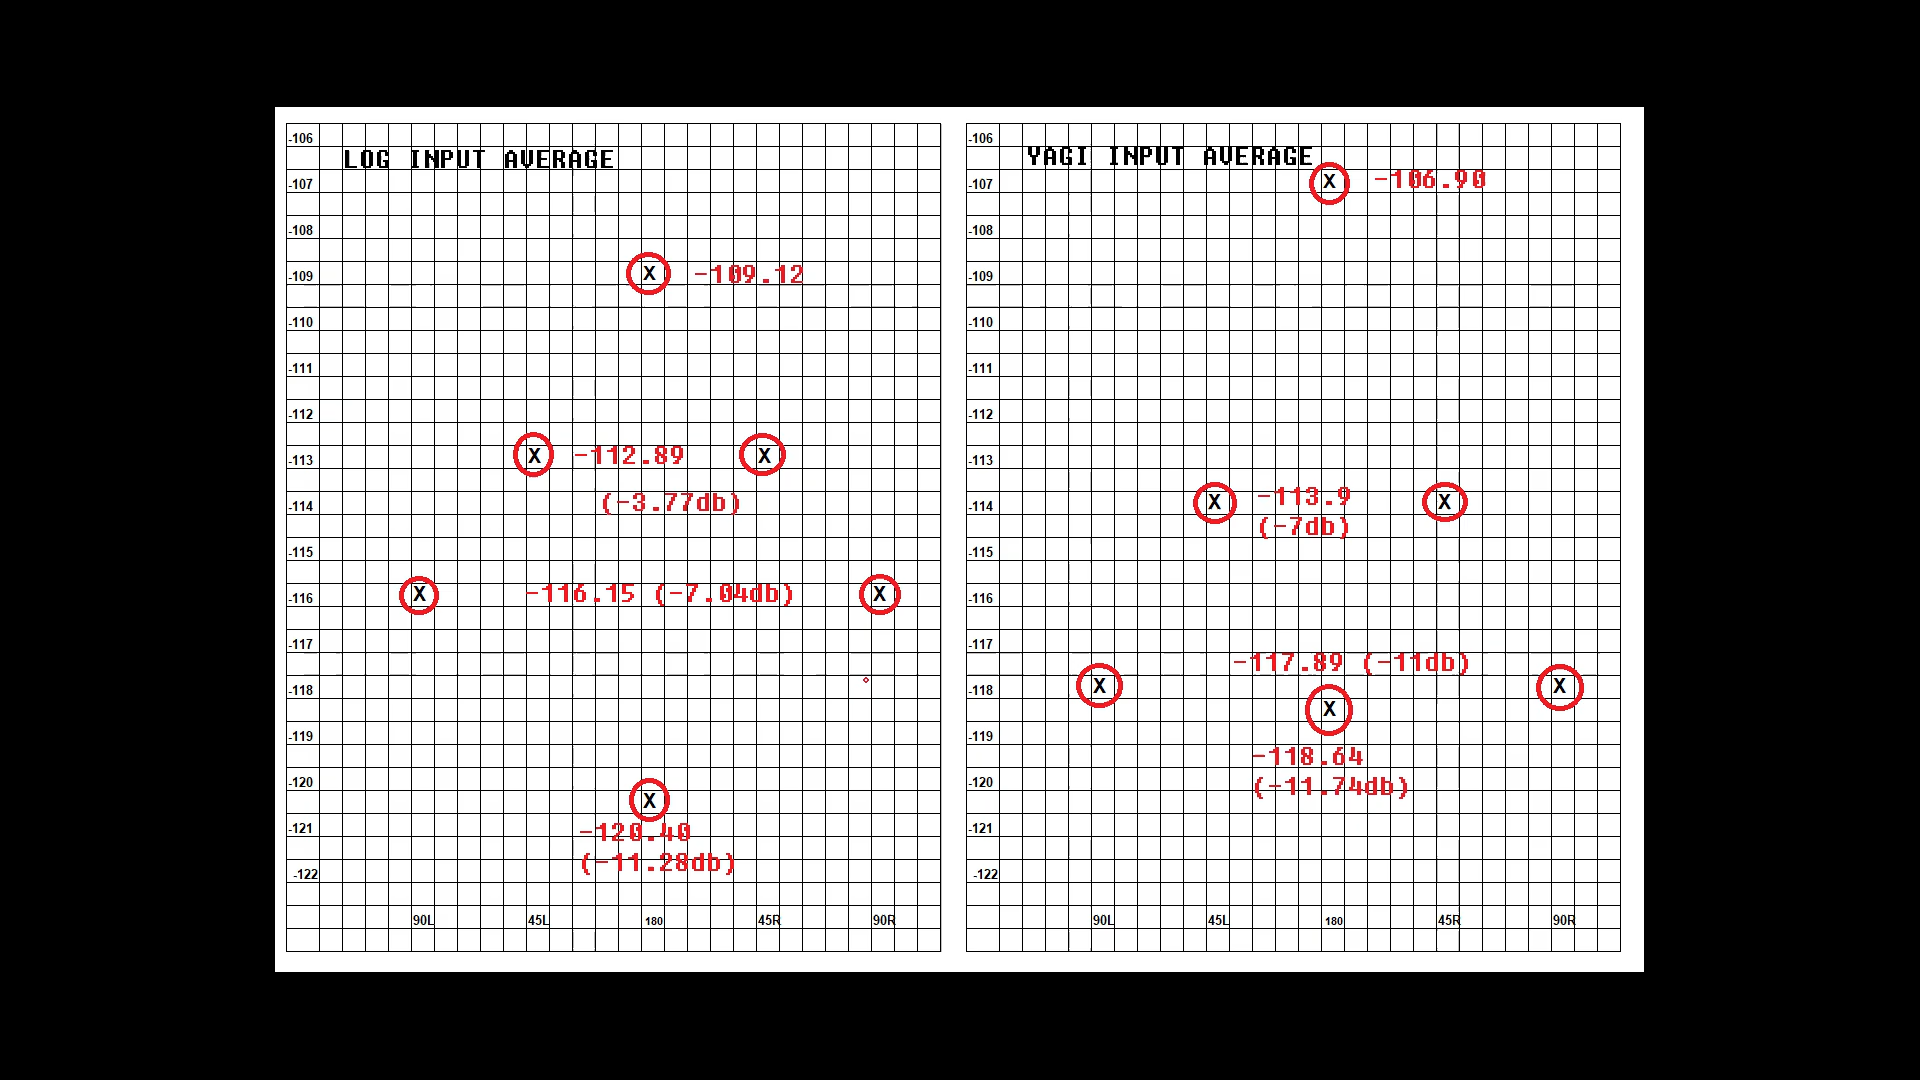 LOG INPUT AVERAGE
-106
-107
-108
-109
-110
-111
-112
-113
-114
-115
-116
-117
-118
-119
-120
-121
-122
X -109.12
X -112.89 X
(-3.77db)
X -116.15 (-7.04db) X
X
-120.40
(-11.28db)
90L 45L 180 45R 90R
YAGI INPUT AVERAGE
-106
-107
-108
-109
-110
-111
-112
-113
-114
-115
-116
-117
-118
-119
-120
-121
-122
X -106.90
X -113.9 X
(-7db)
-117.89 (-11db)
X X X
-118.64
(-11.74db)
90L 45L 180 45R 90R